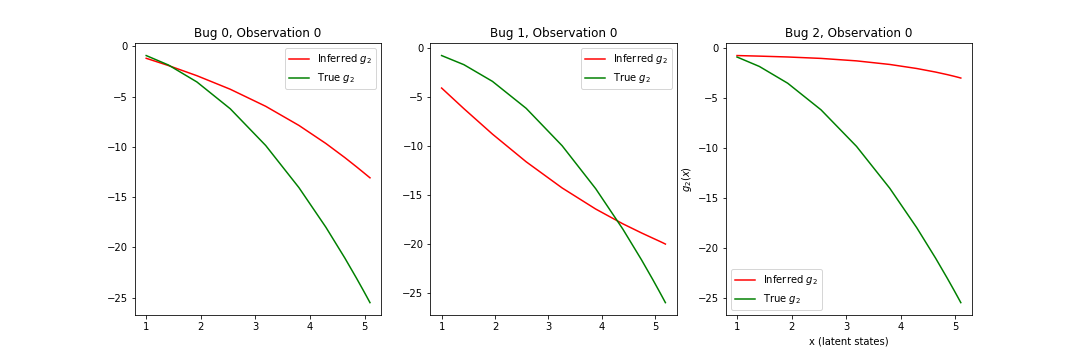 Bug 0, Observation 0
Inferred g₂
True g₂
0
−5
−10
−15
−20
−25
1 2 3 4 5
Bug 1, Observation 0
Inferred g₂
True g₂
0
−5
−10
−15
−20
−25
1 2 3 4 5
Bug 2, Observation 0
g₂(x)
0
−5
−10
−15
−20
−25
Inferred g₂
True g₂
1 2 3 4 5
x (latent states)